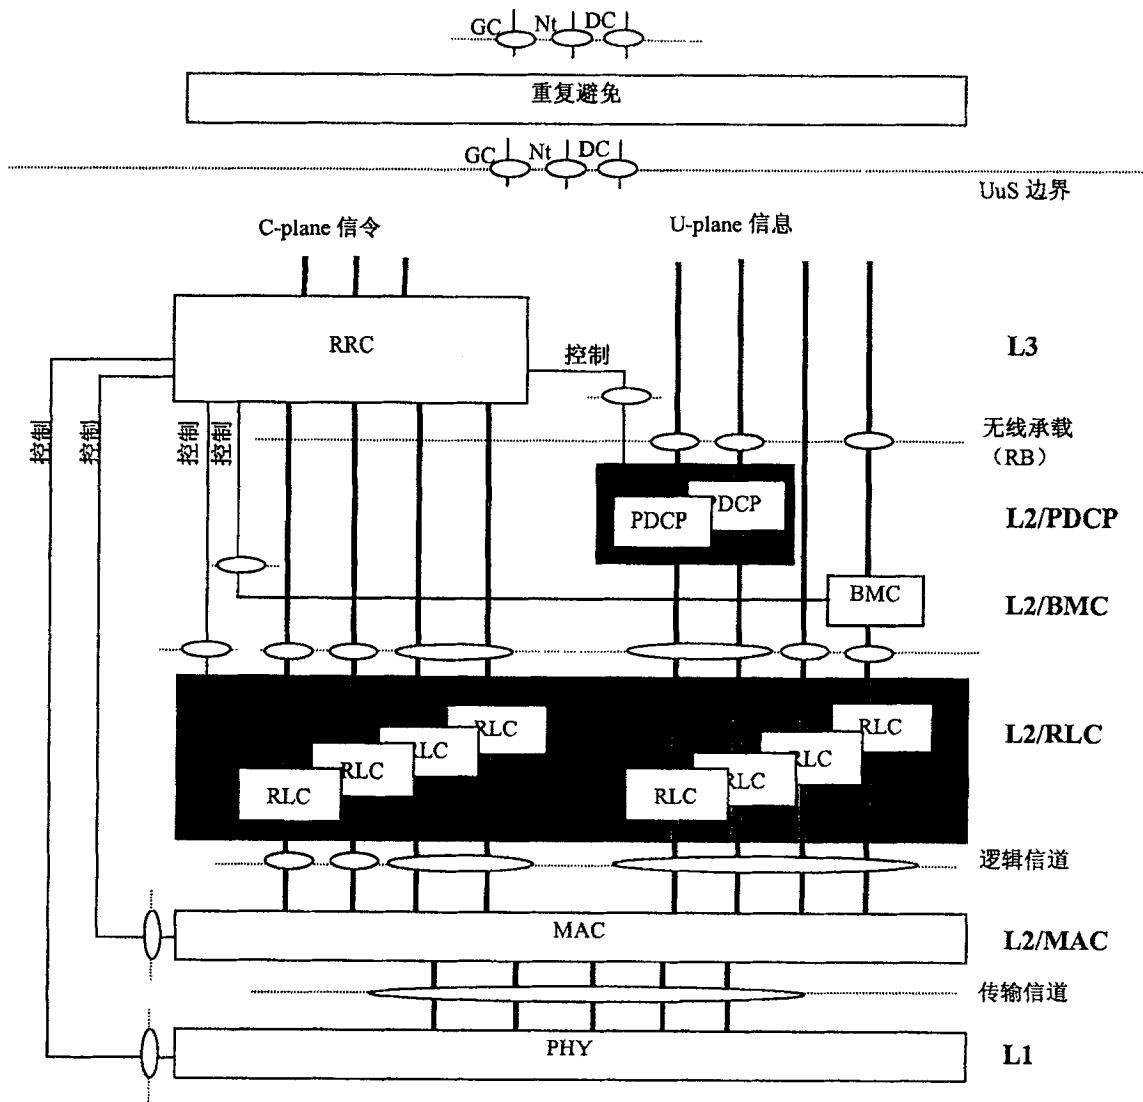 GC Nt DC
重复避免
GC Nt DC
UuS 边界
C-plane 信令
U-plane 信息
RRC
控制
L3
控制
控制
控制
控制
无线承载
（RB）
PDCP
PDCP
L2/PDCP
BMC
L2/BMC
RLC
RLC
RLC
RLC
RLC
RLC
RLC
RLC
L2/RLC
逻辑信道
MAC
L2/MAC
传输信道
PHY
L1